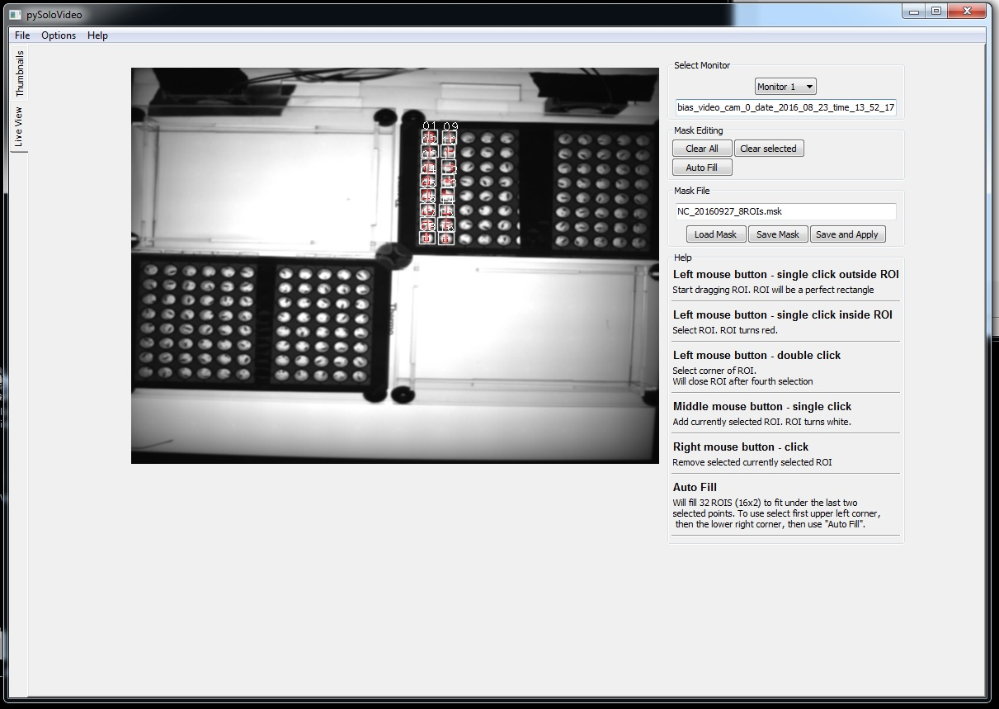 pySoloVideo
File Options Help
Thumbnails
Live View
01 09
Select Monitor
Monitor 1
bias_video_cam_0_date_2016_08_23_time_13_52_17
Mask Editing
Clear All Clear selected
Auto Fill
Mask File
NC_20160927_8ROIs.msk
Load Mask Save Mask Save and Apply
Help
Left mouse button - single click outside ROI
Start dragging ROI. ROI will be a perfect rectangle
Left mouse button - single click inside ROI
Select ROI. ROI turns red.
Left mouse button - double click
Select corner of ROI.
Will close ROI after fourth selection
Middle mouse button - single click
Add currently selected ROI. ROI turns white.
Right mouse button - click
Remove selected currently selected ROI
Auto Fill
Will fill 32 ROIS (16x2) to fit under the last two
selected points. To use select first upper left corner,
then the lower right corner, then use "Auto Fill".